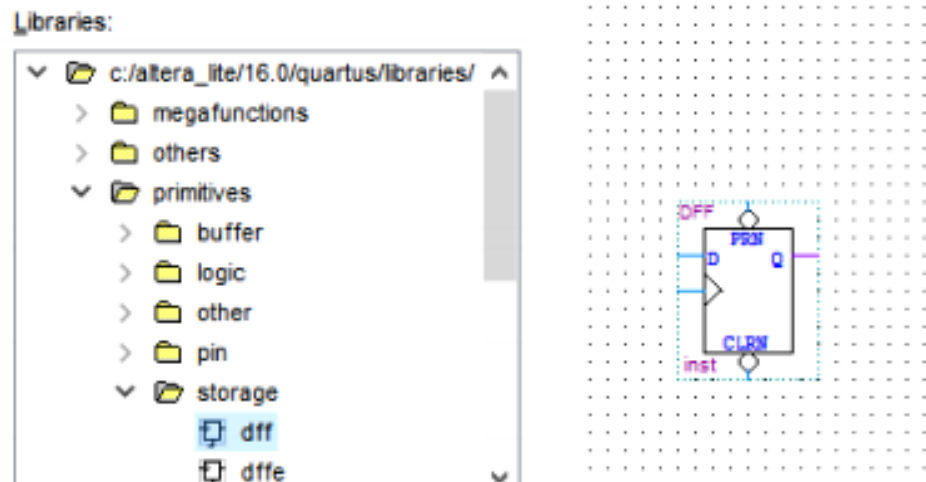 Libraries:
c:/altera_lite/16.0/quartus/libraries/
megafunctions
others
primitives
buffer
logic
other
pin
storage
dff
dffe
DFF
PRN
D Q
CLRN
inst